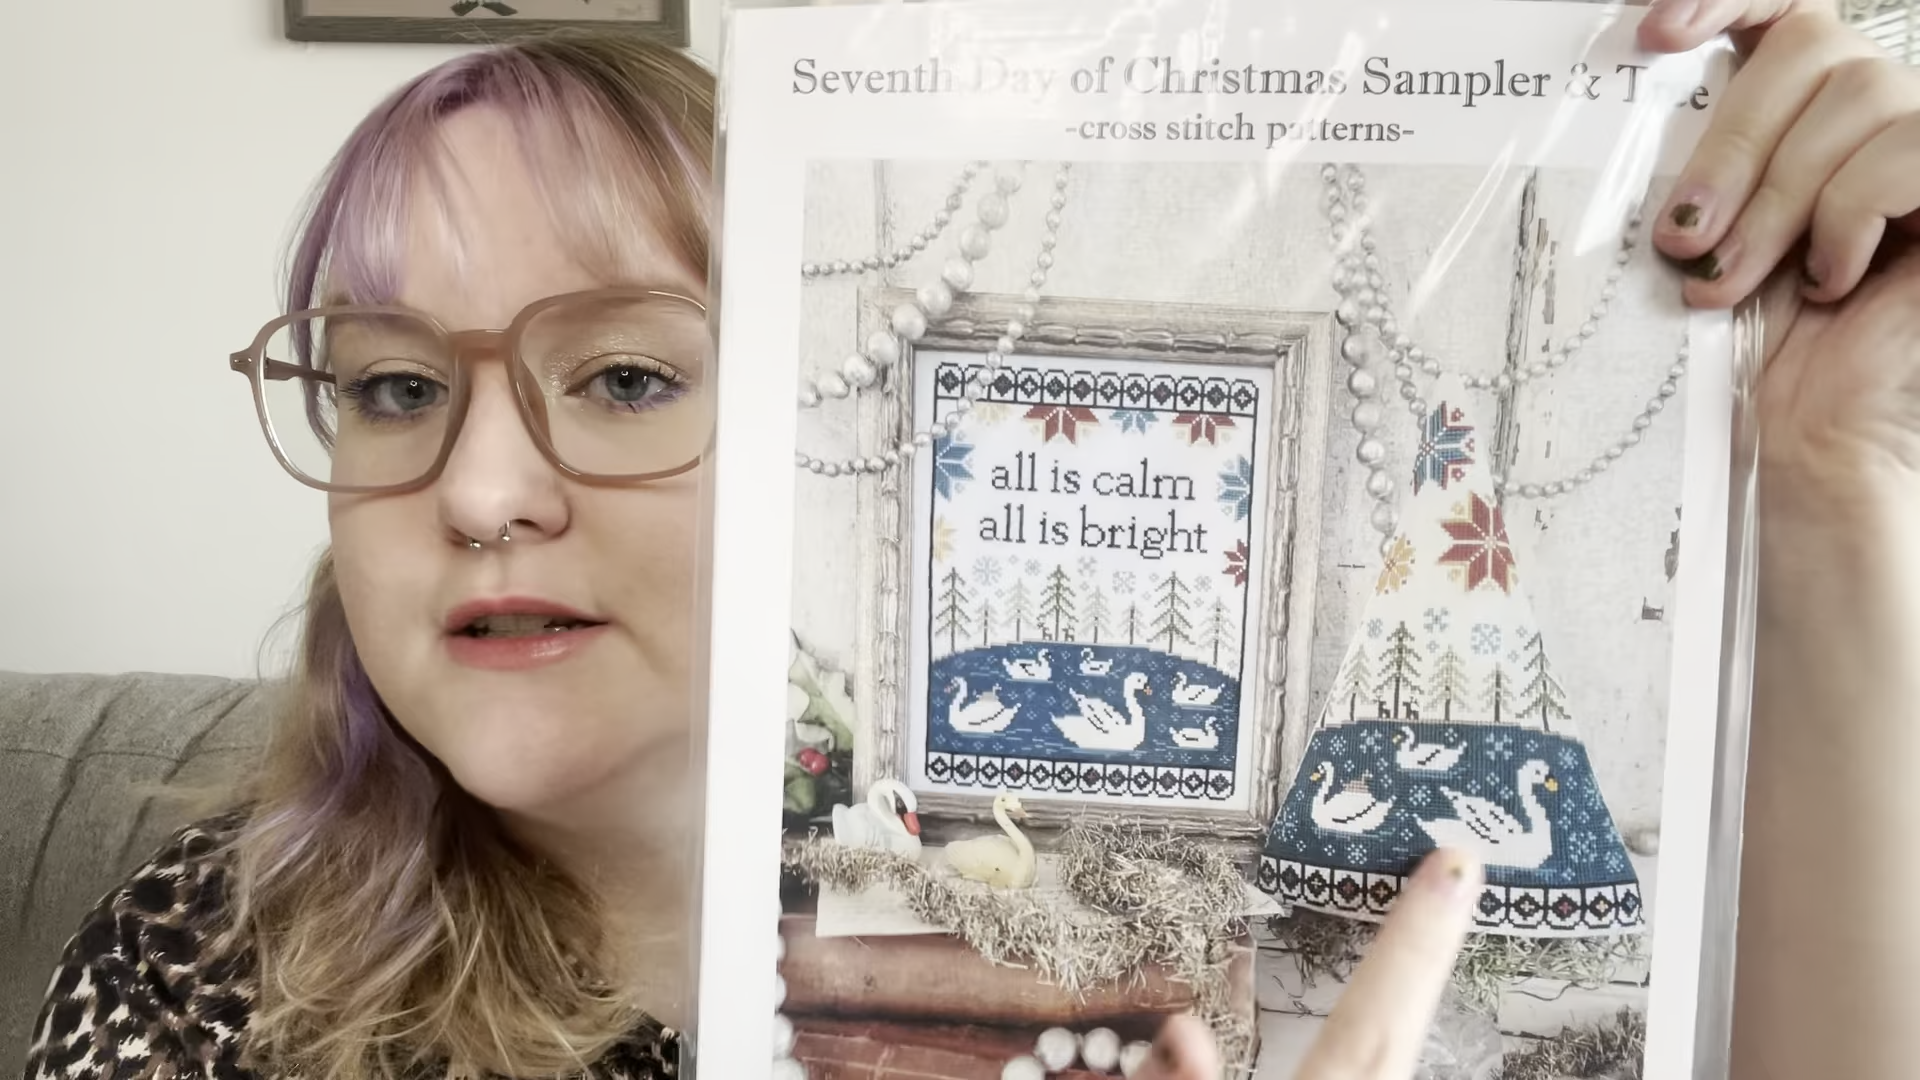 Seventh Day of Christmas Sampler & Tree
-cross stitch patterns-
all is calm
all is bright